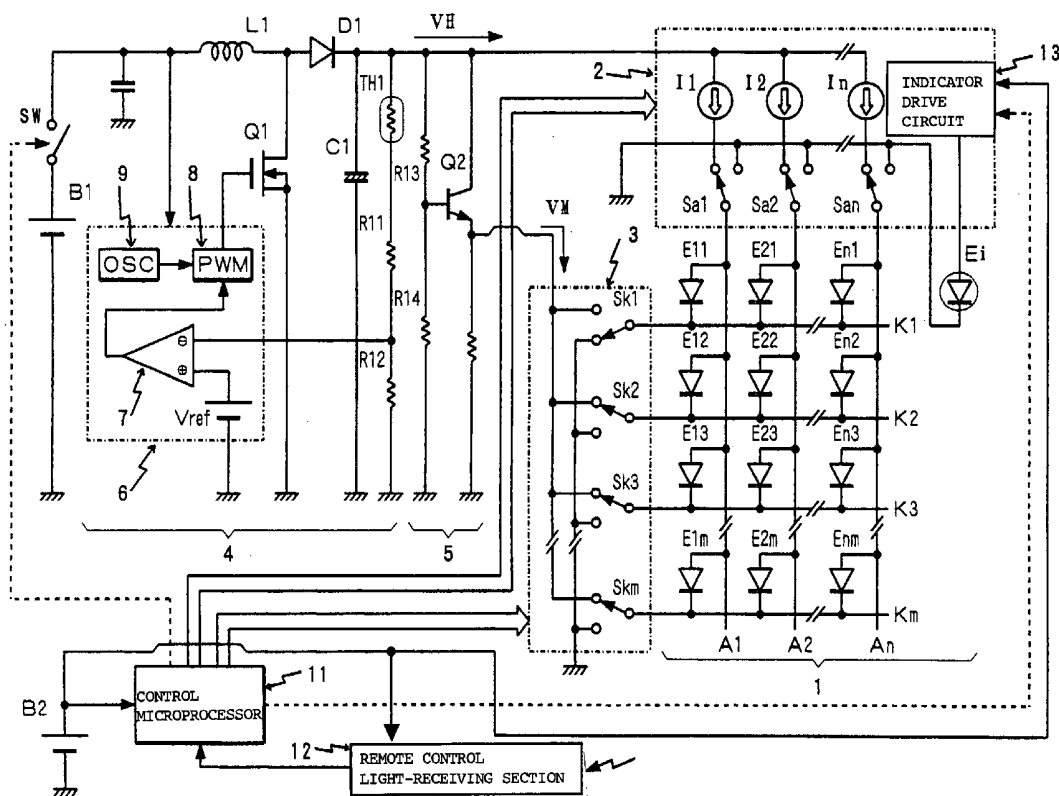 L1
D1
VH
13
2
I1
I2
In
INDICATOR
DRIVE
CIRCUIT
TH1
SW
Q1
C1
R13
Q2
9
8
B1
OSC
PWM
R11
VM
3
Sa1
Sa2
San
Ei
E11
E21
En1
Sk1
K1
R14
R12
7
Vref
6
E12
E22
En2
Sk2
K2
E13
E23
En3
Sk3
K3
4
5
E1m
E2m
Enm
Skm
Km
A1
A2
An
1
11
B2
CONTROL
MICROPROCESSOR
12
REMOTE CONTROL
LIGHT-RECEIVING SECTION